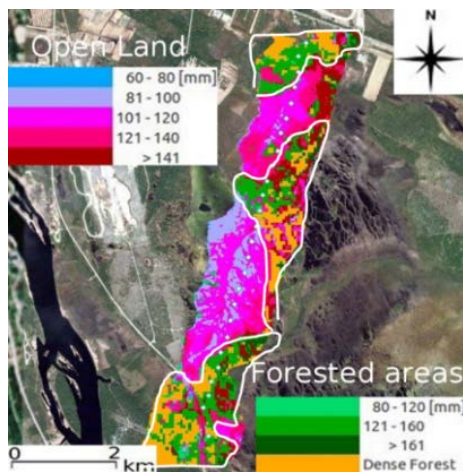 N
Open Land
60 - 80 [mm]
81 - 100
101 - 120
121 - 140
> 141
Forested areas
80 - 120 [mm]
121 - 160
> 161
Dense Forest
0 2
km